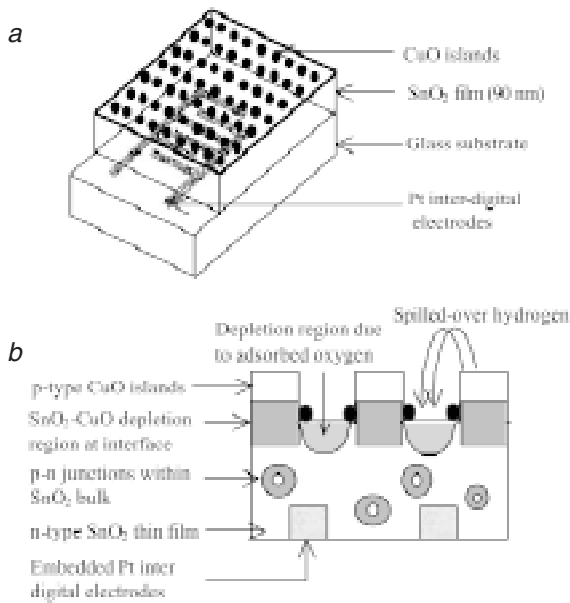 a
CuO islands
SnO₂ film (90 nm)
Glass substrate
Pt inter-digital
electrodes
b
Depletion region due
to adsorbed oxygen
Spilled-over hydrogen
p-type CuO islands
SnO₂-CuO depletion
region at interface
p-n junctions within
SnO₂ bulk
n-type SnO₂ thin film
Embedded Pt inter
digital electrodes